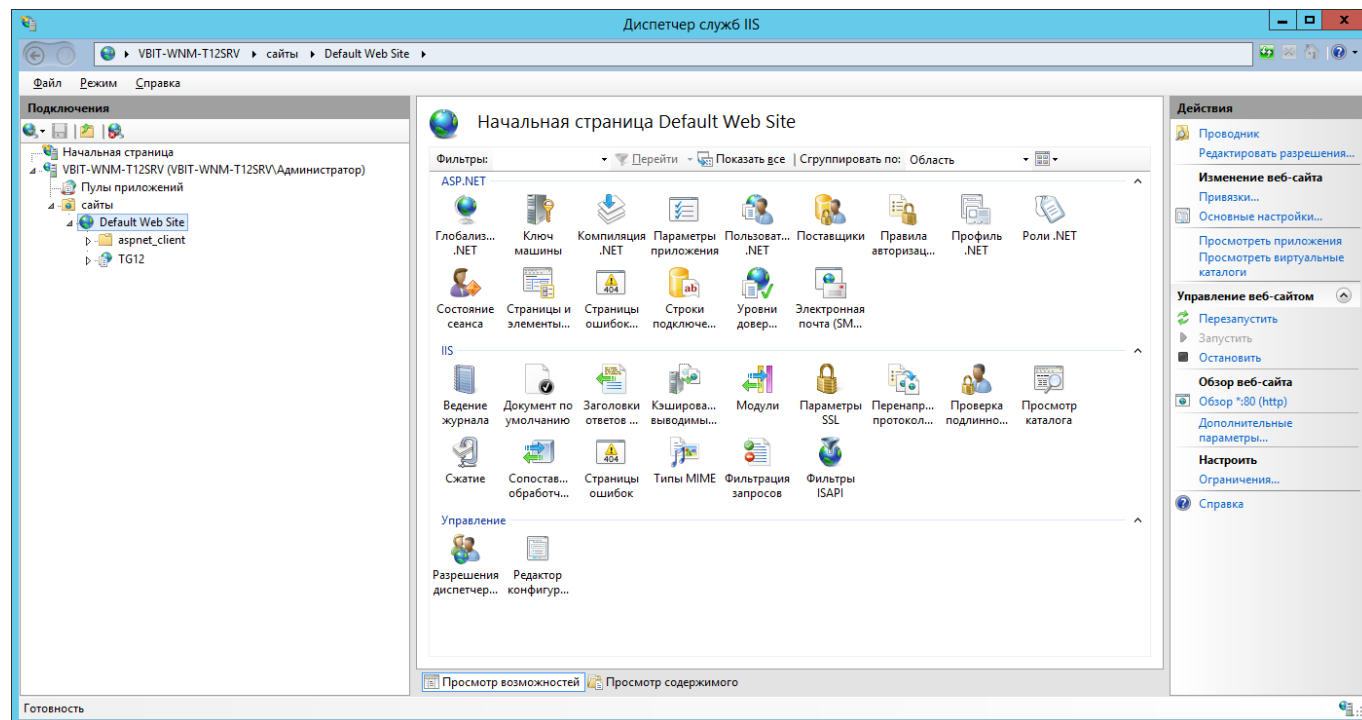 Диспетчер служб IIS
VBIT-WNM-T12SRV
сайты
Default Web Site
Файл Режим Справка
Подключения
Начальная страница
VBIT-WNM-T12SRV (VBIT-WNM-T12SRV\Администратор)
Пулы приложений
сайты
Default Web Site
aspnet_client
TG12
Начальная страница Default Web Site
Фильтры: Перейти Показать все Сгруппировать по: Область
ASP.NET
Глобализ...
.NET
Ключ
машины
Компиляция
.NET
Параметры
приложения
Пользоват...
.NET
Поставщики
Правила
авторизац...
Профиль
.NET
Роли .NET
Состояние
сеанса
Страницы и
элементы...
Страницы
ошибок...
Строки
подключе...
ab
Уровни
довер...
Электронная
почта (SM...
404
IIS
Ведение
журнала
Документ по
умолчанию
Заголовки
ответов ...
Кэширова...
выводимы...
Модули
Параметры
SSL
Перенапр...
протокол...
Проверка
подлинно...
Просмотр
каталога
Сжатие
Сопостав...
обработч...
404
Страницы
ошибок
Типы MIME
Фильтрация
запросов
Фильтры
ISAPI
Управление
Разрешения
диспетчер...
Редактор
конфигур...
Просмотр возможностей Просмотр содержимого
Действия
Проводник
Редактировать разрешения...
Изменение веб-сайта
Привязки...
Основные настройки...
Просмотреть приложения
Просмотреть виртуальные
каталоги
Управление веб-сайтом
Перезапустить
Запустить
Остановить
Обзор веб-сайта
Обзор *:80 (http)
Дополнительные
параметры...
Настроить
Ограничения...
Справка
Готовность